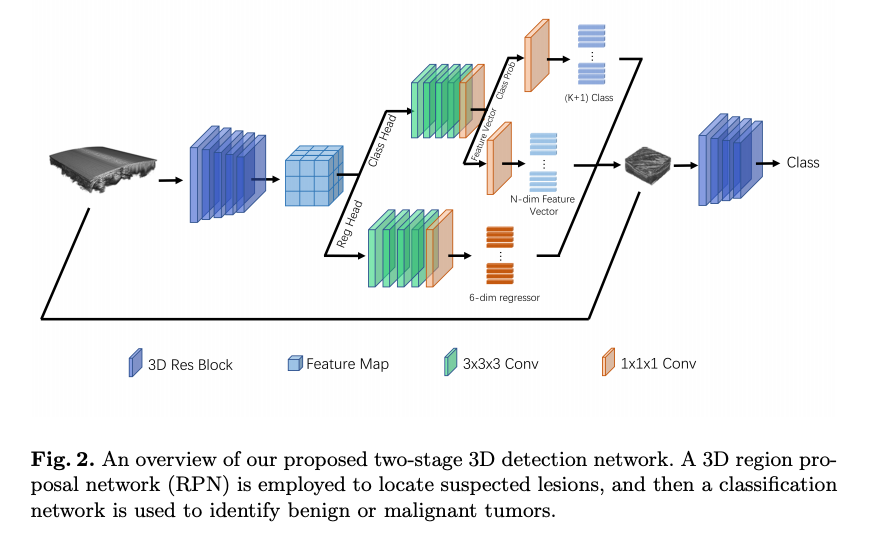 Class Prob
(K+1) Class
Class Head
Feature Vector
Class
N-dim Feature
Vector
Reg Head
6-dim regressor
3D Res Block
Feature Map
3x3x3 Conv
1x1x1 Conv
Fig. 2. An overview of our proposed two-stage 3D detection network. A 3D region pro-
posal network (RPN) is employed to locate suspected lesions, and then a classification
network is used to identify benign or malignant tumors.